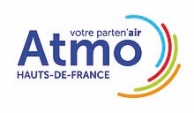 votre parten'air
Atmo
HAUTS-DE-FRANCE